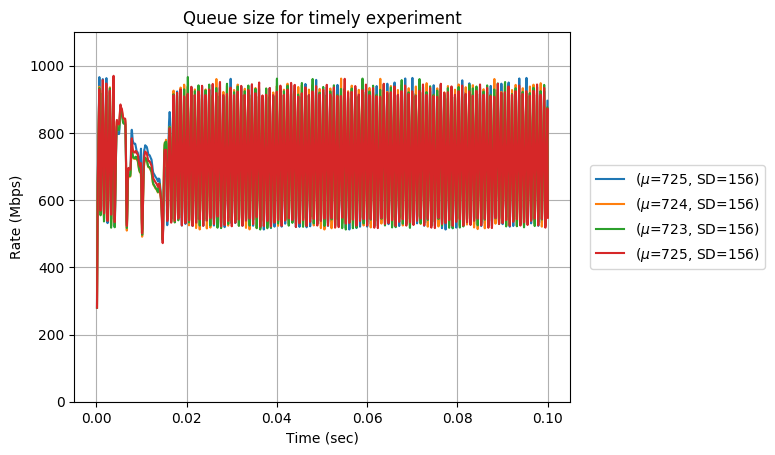 Queue size for timely experiment
Rate (Mbps)
1000
800
600
400
200
0
0.00 0.02 0.04 0.06 0.08 0.10
Time (sec)
(μ=725, SD=156)
(μ=724, SD=156)
(μ=723, SD=156)
(μ=725, SD=156)